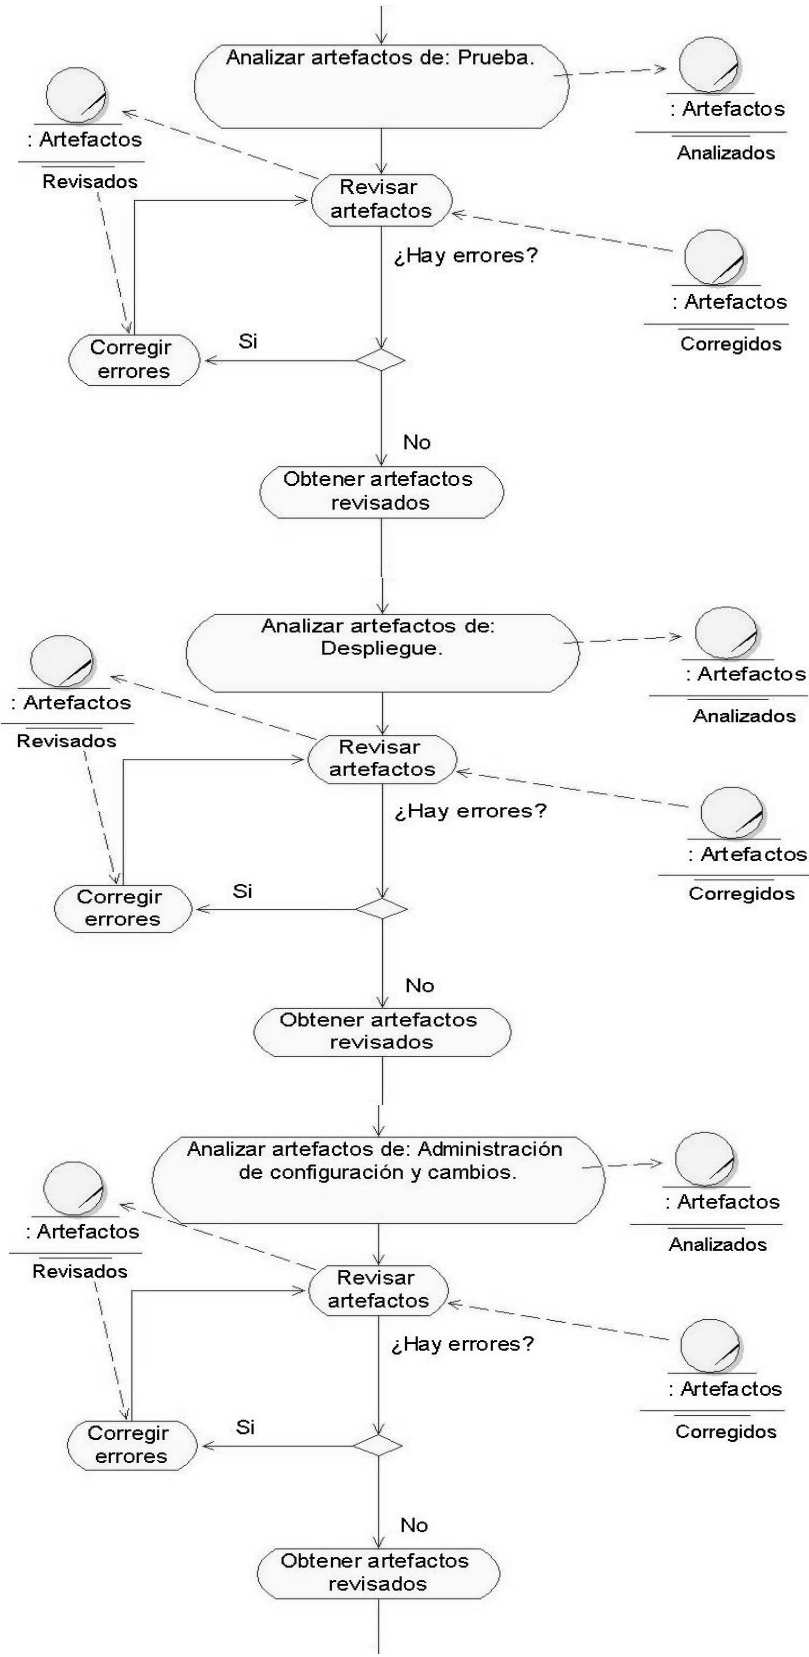 Analizar artefactos de: Prueba.
: Artefactos
Analizados
: Artefactos
Revisados
Revisar
artefactos
¿Hay errores?
: Artefactos
Corregidos
Si
Corregir
errores
No
Obtener artefactos
revisados
Analizar artefactos de:
Despliegue.
: Artefactos
Analizados
: Artefactos
Revisados
Revisar
artefactos
¿Hay errores?
: Artefactos
Corregidos
Si
Corregir
errores
No
Obtener artefactos
revisados
Analizar artefactos de: Administración
de configuración y cambios.
: Artefactos
Analizados
: Artefactos
Revisados
Revisar
artefactos
¿Hay errores?
: Artefactos
Corregidos
Si
Corregir
errores
No
Obtener artefactos
revisados